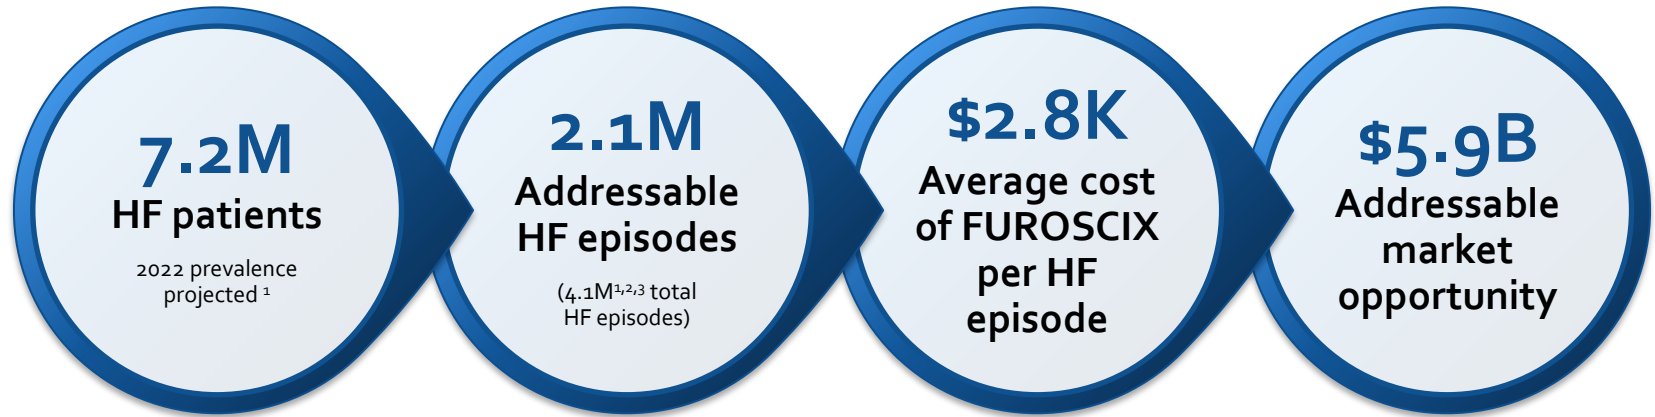 7.2M
HF patients
2022 prevalence
projected ¹
2.1M
Addressable
HF episodes
(4.1M¹,²,³ total
HF episodes)
$2.8K
Average cost
of FUROSCIX
per HF
episode
$5.9B
Addressable
market
opportunity